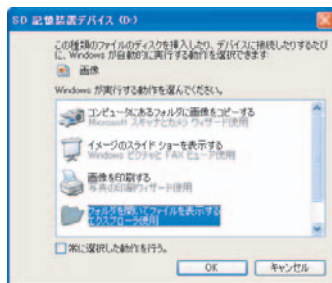 SD 記憶装置デバイス (D:)
この種類のファイルのディスクを挿入したり、デバイスに接続したりするたび
に、Windows が自動的に実行する動作を選択できます:
画像
Windows が実行する動作を選んでください。
コンピュータにあるフォルダに画像をコピーする
Microsoft スキャナとカメラ ウィザード使用
イメージのスライド ショーを表示する
Windows ピクチャと FAX ビューア使用
画像を印刷する
写真の印刷ウィザード使用
フォルダを開いてファイルを表示する
エクスプローラ使用
常に選択した動作を行う。
OK
キャンセル